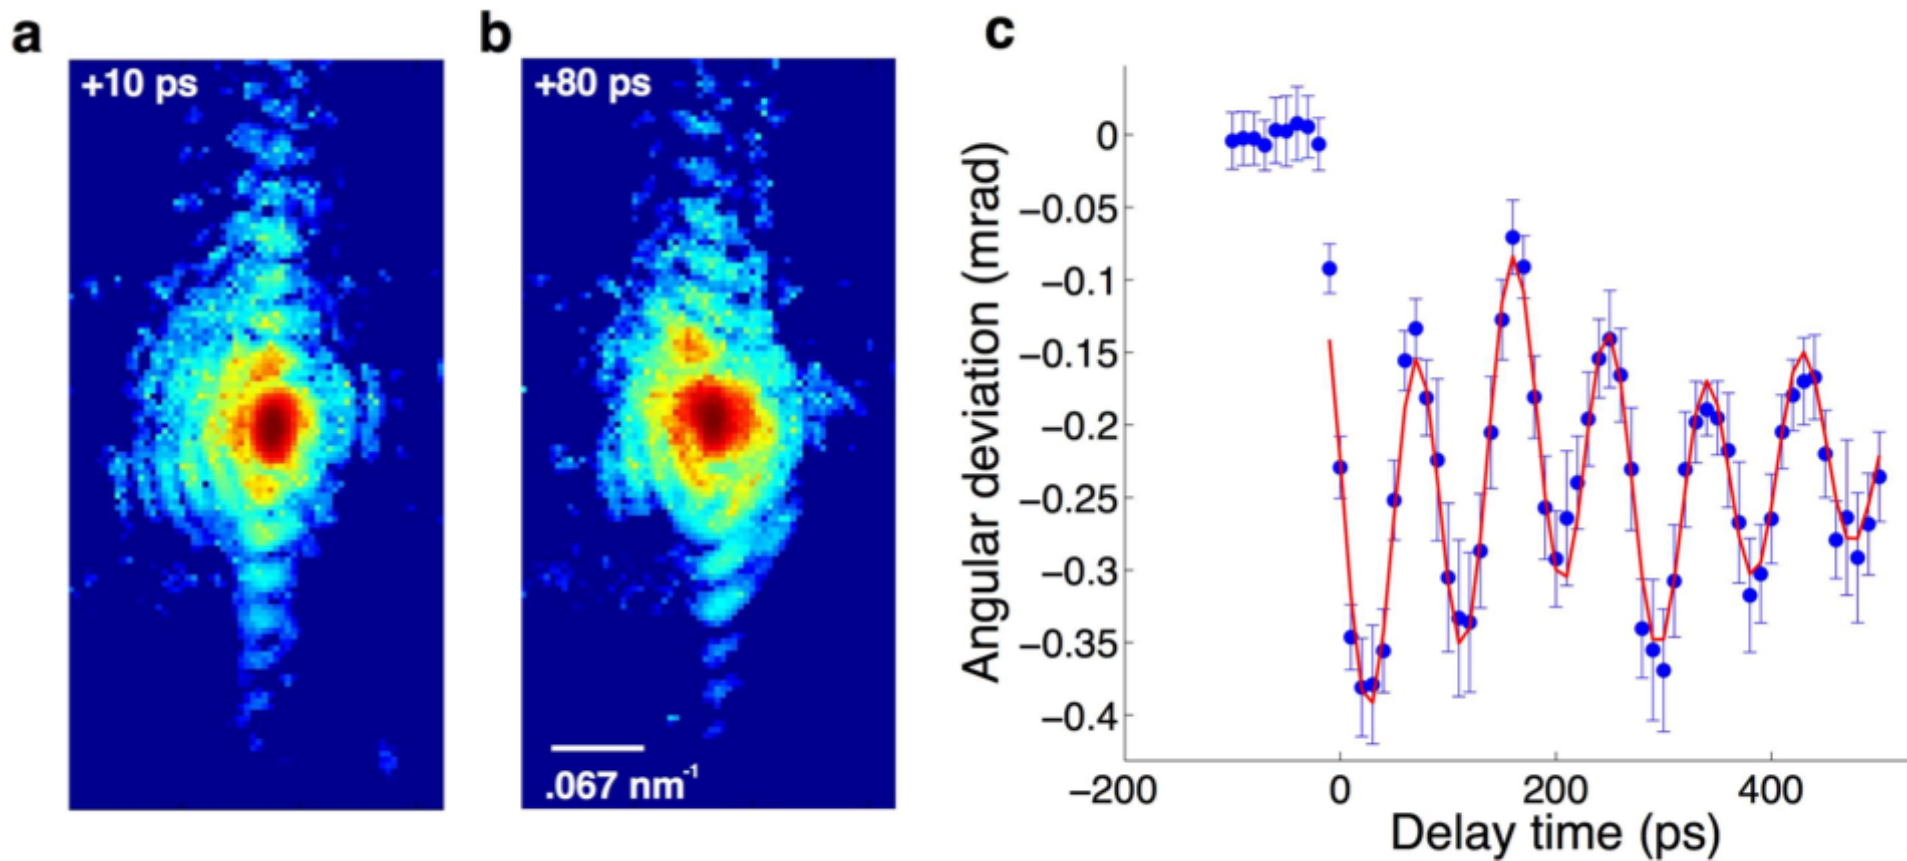 a
+10 ps
b
+80 ps
.067 nm⁻¹
c
Angular deviation (mrad)
0
−0.05
−0.1
−0.15
−0.2
−0.25
−0.3
−0.35
−0.4
−200
0
200
400
Delay time (ps)